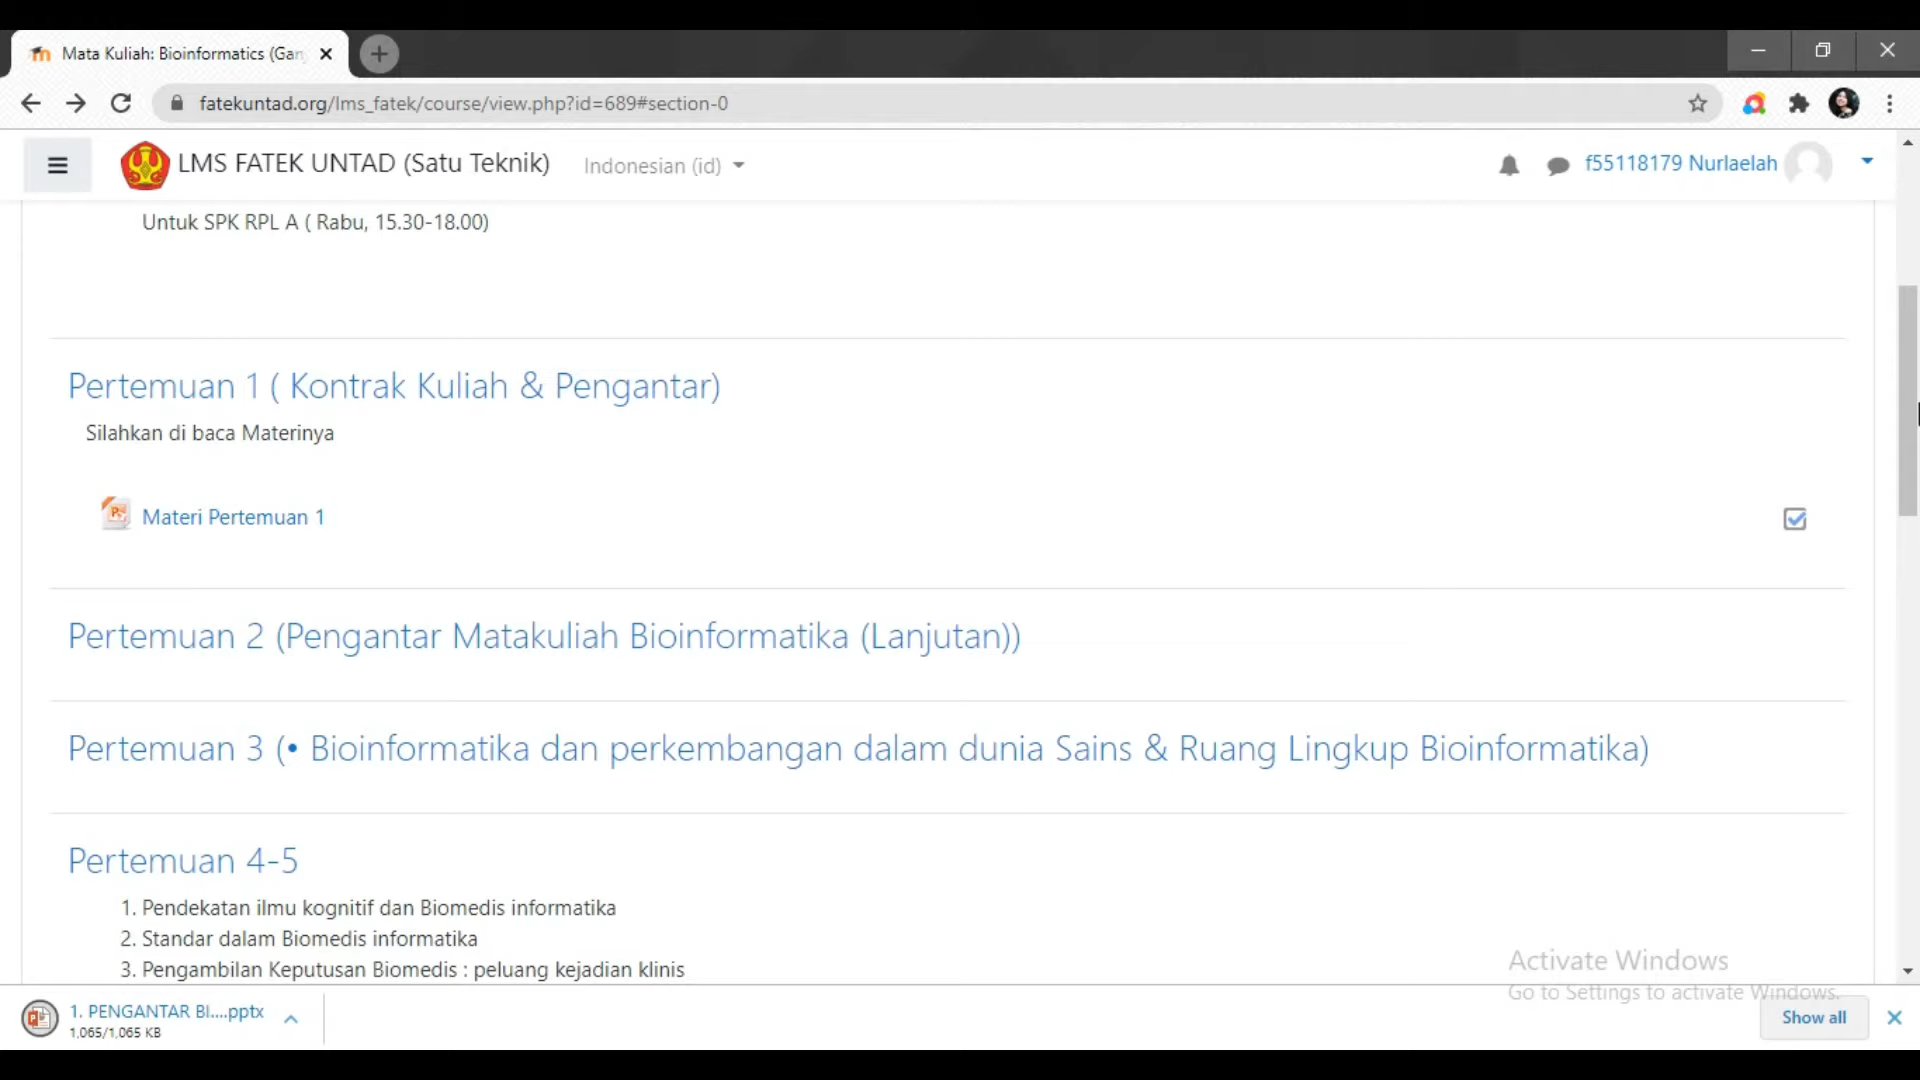 Mata Kuliah: Bioinformatics (Gan
fatekuntad.org/lms_fatek/course/view.php?id=689#section-0
LMS FATEK UNTAD (Satu Teknik)
Indonesian (id)
f55118179 Nurlaelah
Untuk SPK RPL A ( Rabu, 15.30-18.00)
Pertemuan 1 ( Kontrak Kuliah & Pengantar)
Silahkan di baca Materinya
Materi Pertemuan 1
Pertemuan 2 (Pengantar Matakuliah Bioinformatika (Lanjutan))
Pertemuan 3 (• Bioinformatika dan perkembangan dalam dunia Sains & Ruang Lingkup Bioinformatika)
Pertemuan 4-5
1. Pendekatan ilmu kognitif dan Biomedis informatika
2. Standar dalam Biomedis informatika
3. Pengambilan Keputusan Biomedis : peluang kejadian klinis
Activate Windows
Go to Settings to activate Windows.
1. PENGANTAR BI....pptx
1,065/1,065 KB
Show all